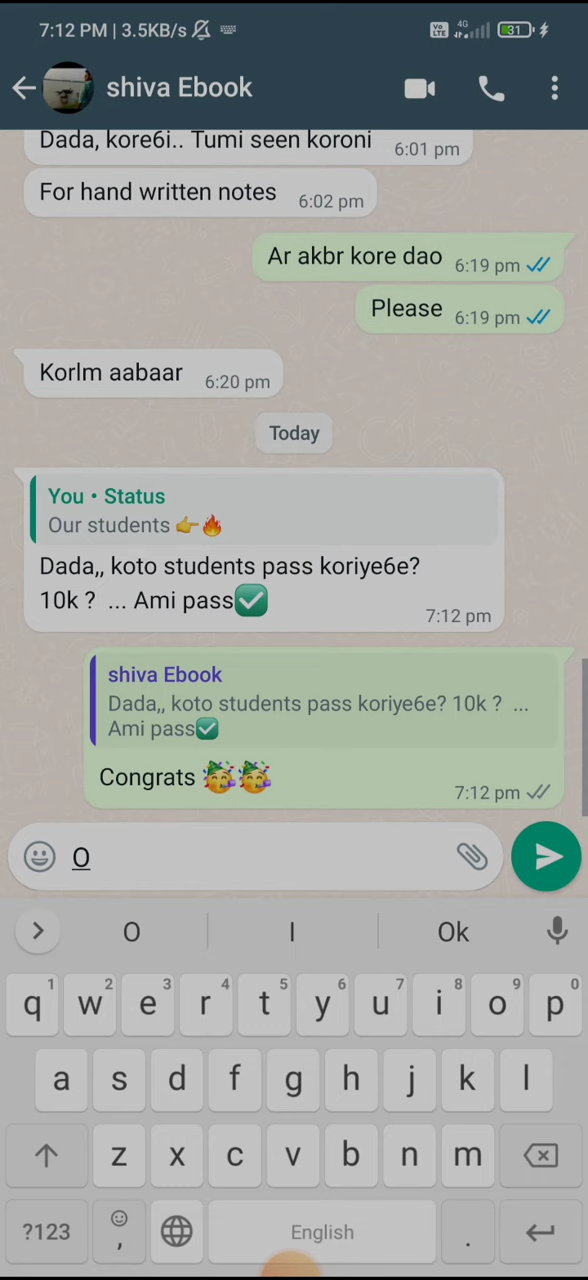 7:12 PM | 3.5KB/s
Vo LTE 4G 31
shiva Ebook
Dada, kore6i.. Tumi seen koroni 6:01 pm
For hand written notes 6:02 pm
Ar akbr kore dao 6:19 pm
Please 6:19 pm
Korlm aabaar 6:20 pm
Today
You • Status
Our students 👉🔥
Dada,, koto students pass koriye6e?
10k ? ... Ami pass✅
7:12 pm
shiva Ebook
Dada,, koto students pass koriye6e? 10k ? ...
Ami pass✅
Congrats 🥳🥳
7:12 pm
O
O I Ok
1 2 3 4 5 6 7 8 9 0
q w e r t y u i o p
a s d f g h j k l
z x c v b n m
?123 , English .